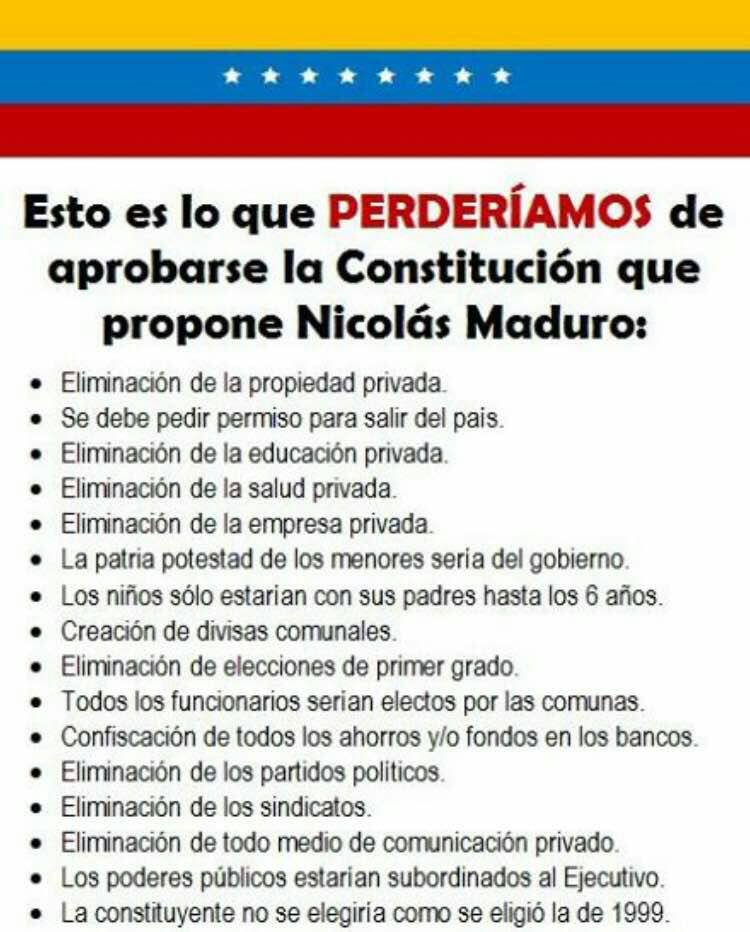 Esto es lo que PERDERÍAMOS de
aprobarse la Constitución que
propone Nicolás Maduro:
• Eliminación de la propiedad privada.
• Se debe pedir permiso para salir del país.
• Eliminación de la educación privada.
• Eliminación de la salud privada.
• Eliminación de la empresa privada.
• La patria potestad de los menores sería del gobierno.
• Los niños sólo estarían con sus padres hasta los 6 años.
• Creación de divisas comunales.
• Eliminación de elecciones de primer grado.
• Todos los funcionarios serían electos por las comunas.
• Confiscación de todos los ahorros y/o fondos en los bancos.
• Eliminación de los partidos políticos.
• Eliminación de los sindicatos.
• Eliminación de todo medio de comunicación privado.
• Los poderes públicos estarían subordinados al Ejecutivo.
• La constituyente no se elegiría como se eligió la de 1999.